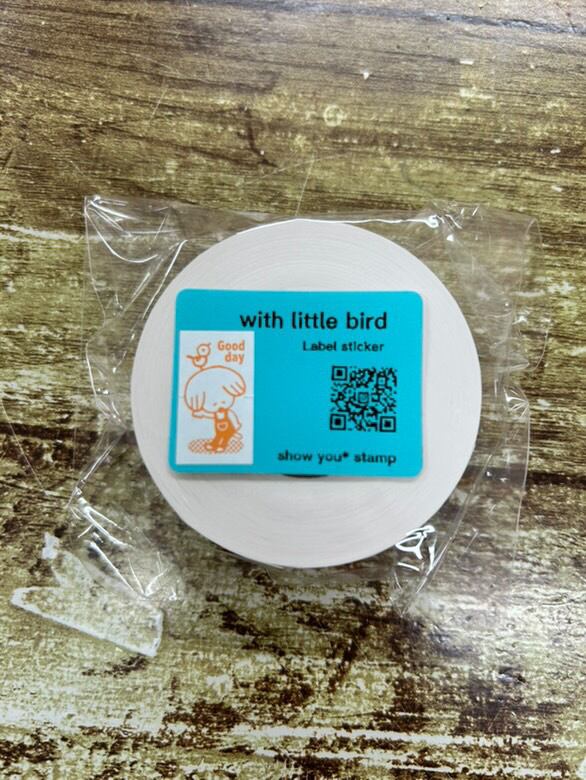 with little bird
Label sticker
Good
day
show you* stamp